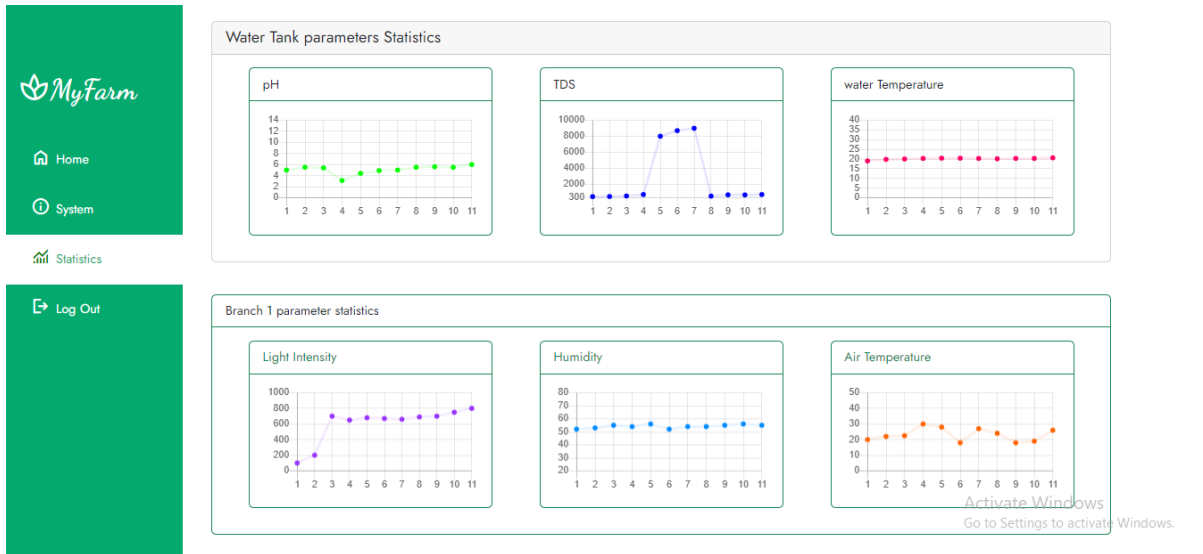 MyFarm
Home
System
Statistics
Log Out
Water Tank parameters Statistics
pH
14
12
10
8
6
4
2
0
1 2 3 4 5 6 7 8 9 10 11
TDS
10000
8000
6000
4000
2000
300
1 2 3 4 5 6 7 8 9 10 11
water Temperature
40
35
30
25
20
15
10
5
0
1 2 3 4 5 6 7 8 9 10 11
Branch 1 parameter statistics
Light Intensity
1000
800
600
400
200
0
1 2 3 4 5 6 7 8 9 10 11
Humidity
80
70
60
50
40
30
20
1 2 3 4 5 6 7 8 9 10 11
Air Temperature
50
40
30
20
10
0
1 2 3 4 5 6 7 8 9 10 11
Activate Windows
Go to Settings to activate Windows.